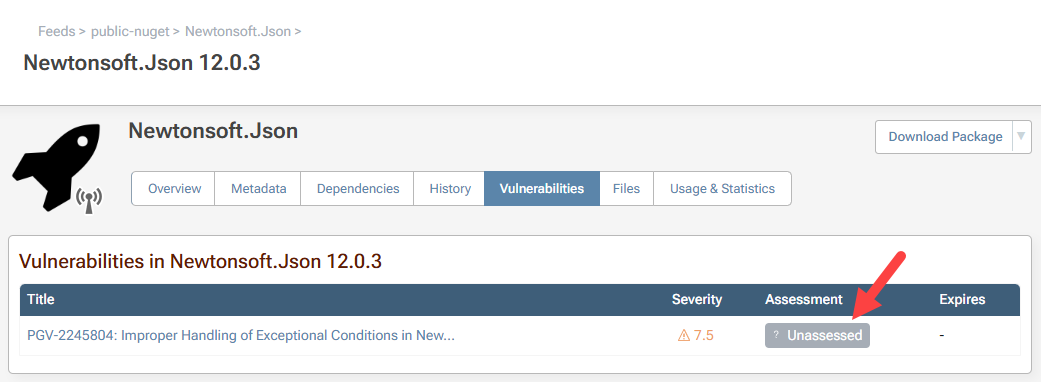 Feeds > public-nuget > Newtonsoft.Json >
Newtonsoft.Json 12.0.3
Newtonsoft.Json
Download Package
Overview Metadata Dependencies History Vulnerabilities Files Usage & Statistics
Vulnerabilities in Newtonsoft.Json 12.0.3
Title Severity Assessment Expires
PGV-2245804: Improper Handling of Exceptional Conditions in New... 7.5 ? Unassessed -